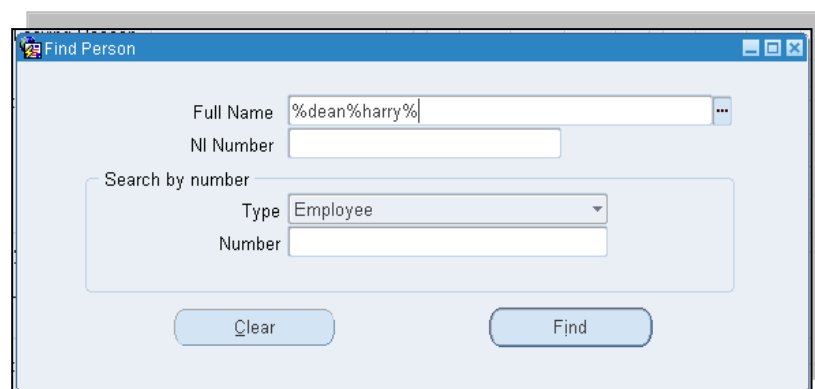 Find Person
Full Name %dean%harry% ...
NI Number
Search by number
Type Employee
Number
Clear Find